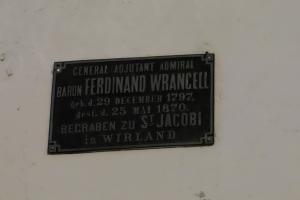 GENERAL ADJUTANT ADMIRAL
BARON FERDINAND WRANGELL
geb. d. 29 DECEMBER 1797.
gest. d. 25 MAI 1870.
BEGRABEN ZU ST JACOBI
in WIRLAND